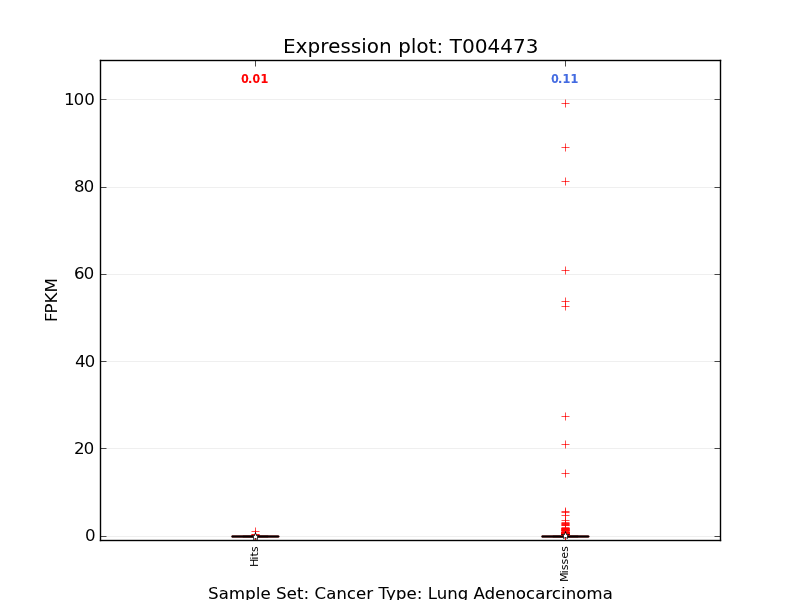 Expression plot: T004473
0.01
0.11
100
80
60
40
20
0
FPKM
Hits
Misses
Sample Set: Cancer Type: Lung Adenocarcinoma